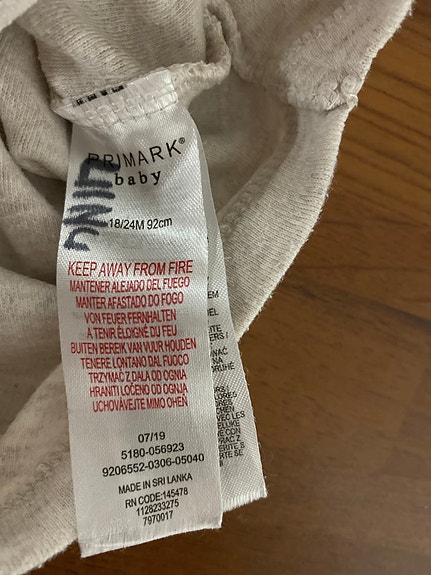 PRIMARK®
baby
18/24M 92cm
KEEP AWAY FROM FIRE
MANTENER ALEJADO DEL FUEGO
MANTER AFASTADO DO FOGO
VON FEUER FERNHALTEN
A TENIR ÉLOIGNÉ DU FEU
BUITEN BEREIK VAN VUUR HOUDEN
TENERE LONTANO DAL FUOCO
TRZYMAĆ Z DALA OD OGNIA
HRANITI LOČENO OD OGNJA
UCHOVÁVEJTE MIMO OHEŇ
07/19
5180-056923
9206552-0306-05040
MADE IN SRI LANKA
RN CODE:145478
1128233275
7970017